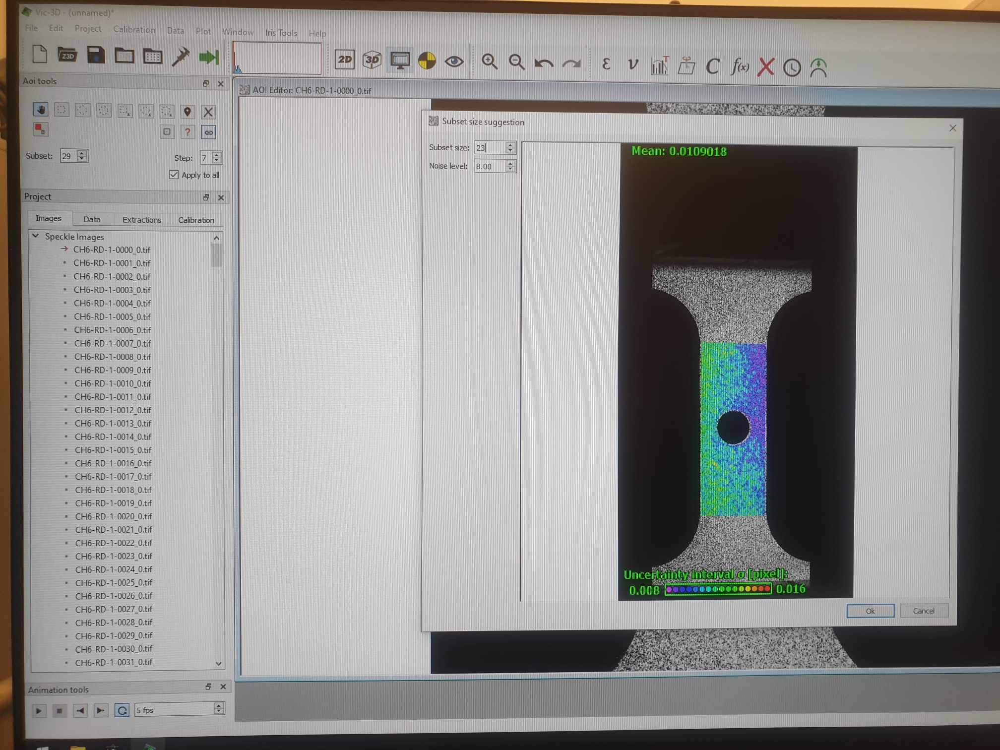 Vic-3D - (unnamed)*
File Edit Project Calibration Data Plot Window Iris Tools Help
Z3D 2D 3D ε ν T C f(x)
Aoi tools
AOI Editor: CH6-RD-1-0000_0.tif
?
Subset: 29 Step: 7
Apply to all
Project
Images Data Extractions Calibration
Speckle Images
CH6-RD-1-0000_0.tif
CH6-RD-1-0001_0.tif
CH6-RD-1-0002_0.tif
CH6-RD-1-0003_0.tif
CH6-RD-1-0004_0.tif
CH6-RD-1-0005_0.tif
CH6-RD-1-0006_0.tif
CH6-RD-1-0007_0.tif
CH6-RD-1-0008_0.tif
CH6-RD-1-0009_0.tif
CH6-RD-1-0010_0.tif
CH6-RD-1-0011_0.tif
CH6-RD-1-0012_0.tif
CH6-RD-1-0013_0.tif
CH6-RD-1-0014_0.tif
CH6-RD-1-0015_0.tif
CH6-RD-1-0016_0.tif
CH6-RD-1-0017_0.tif
CH6-RD-1-0018_0.tif
CH6-RD-1-0019_0.tif
CH6-RD-1-0020_0.tif
CH6-RD-1-0021_0.tif
CH6-RD-1-0022_0.tif
CH6-RD-1-0023_0.tif
CH6-RD-1-0024_0.tif
CH6-RD-1-0025_0.tif
CH6-RD-1-0026_0.tif
CH6-RD-1-0027_0.tif
CH6-RD-1-0028_0.tif
CH6-RD-1-0029_0.tif
CH6-RD-1-0030_0.tif
CH6-RD-1-0031_0.tif
Animation tools
5 fps
Subset size suggestion
Subset size: 23
Noise level: 8.00
Mean: 0.0109018
Uncertainty interval σ [pixel]:
0.008 0.016
Ok Cancel